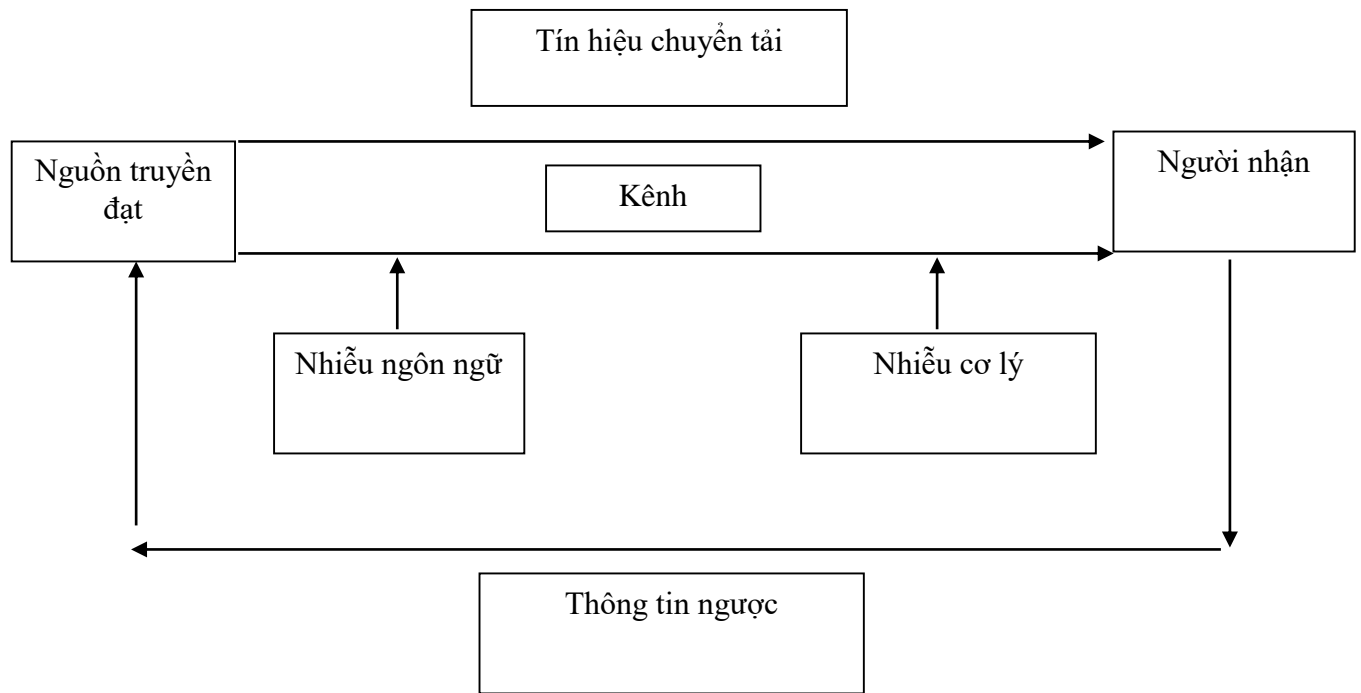 Tín hiệu chuyển tải
Nguồn truyền
đạt
Kênh
Người nhận
Nhiễu ngôn ngữ
Nhiễu cơ lý
Thông tin ngược